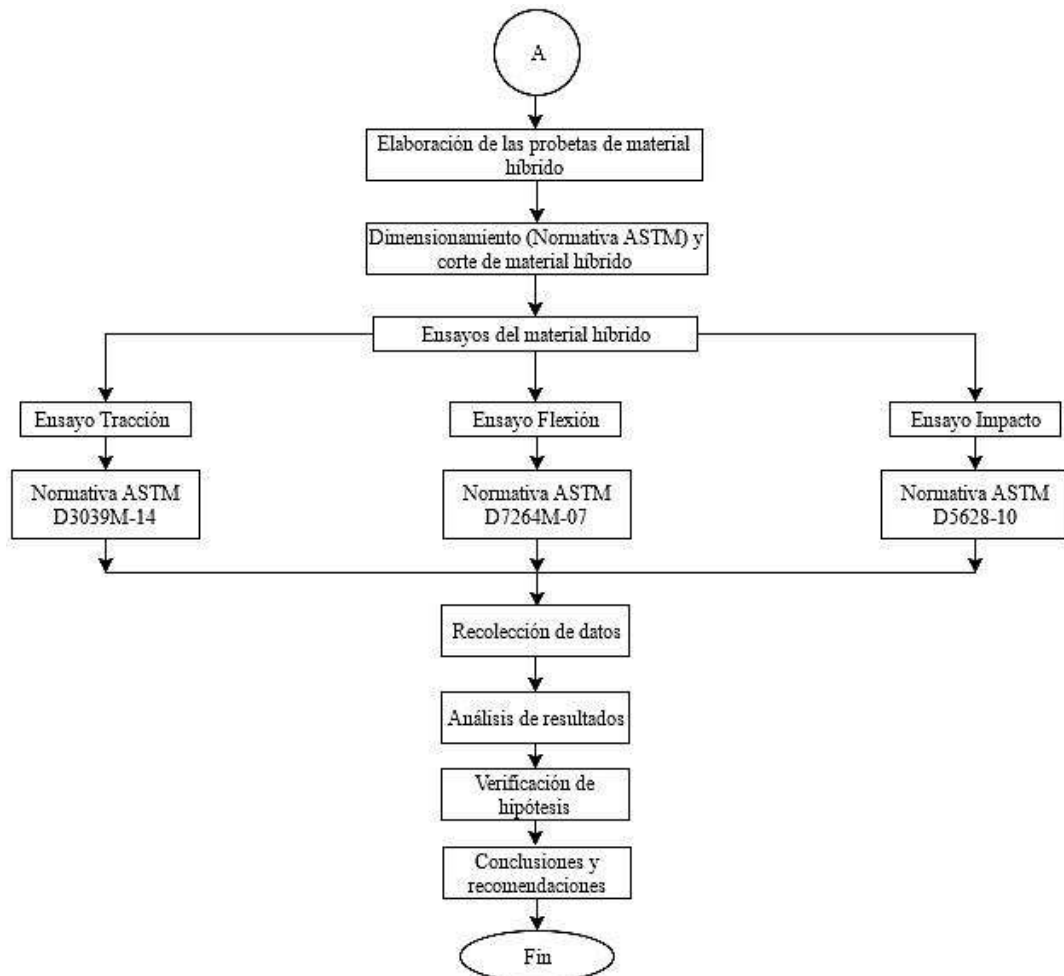 A
Elaboración de las probetas de material
híbrido
Dimensionamiento (Normativa ASTM) y
corte de material híbrido
Ensayos del material híbrido
Ensayo Tracción
Ensayo Flexión
Ensayo Impacto
Normativa ASTM
D3039M-14
Normativa ASTM
D7264M-07
Normativa ASTM
D5628-10
Recolección de datos
Análisis de resultados
Verificación de
hipótesis
Conclusiones y
recomendaciones
Fin